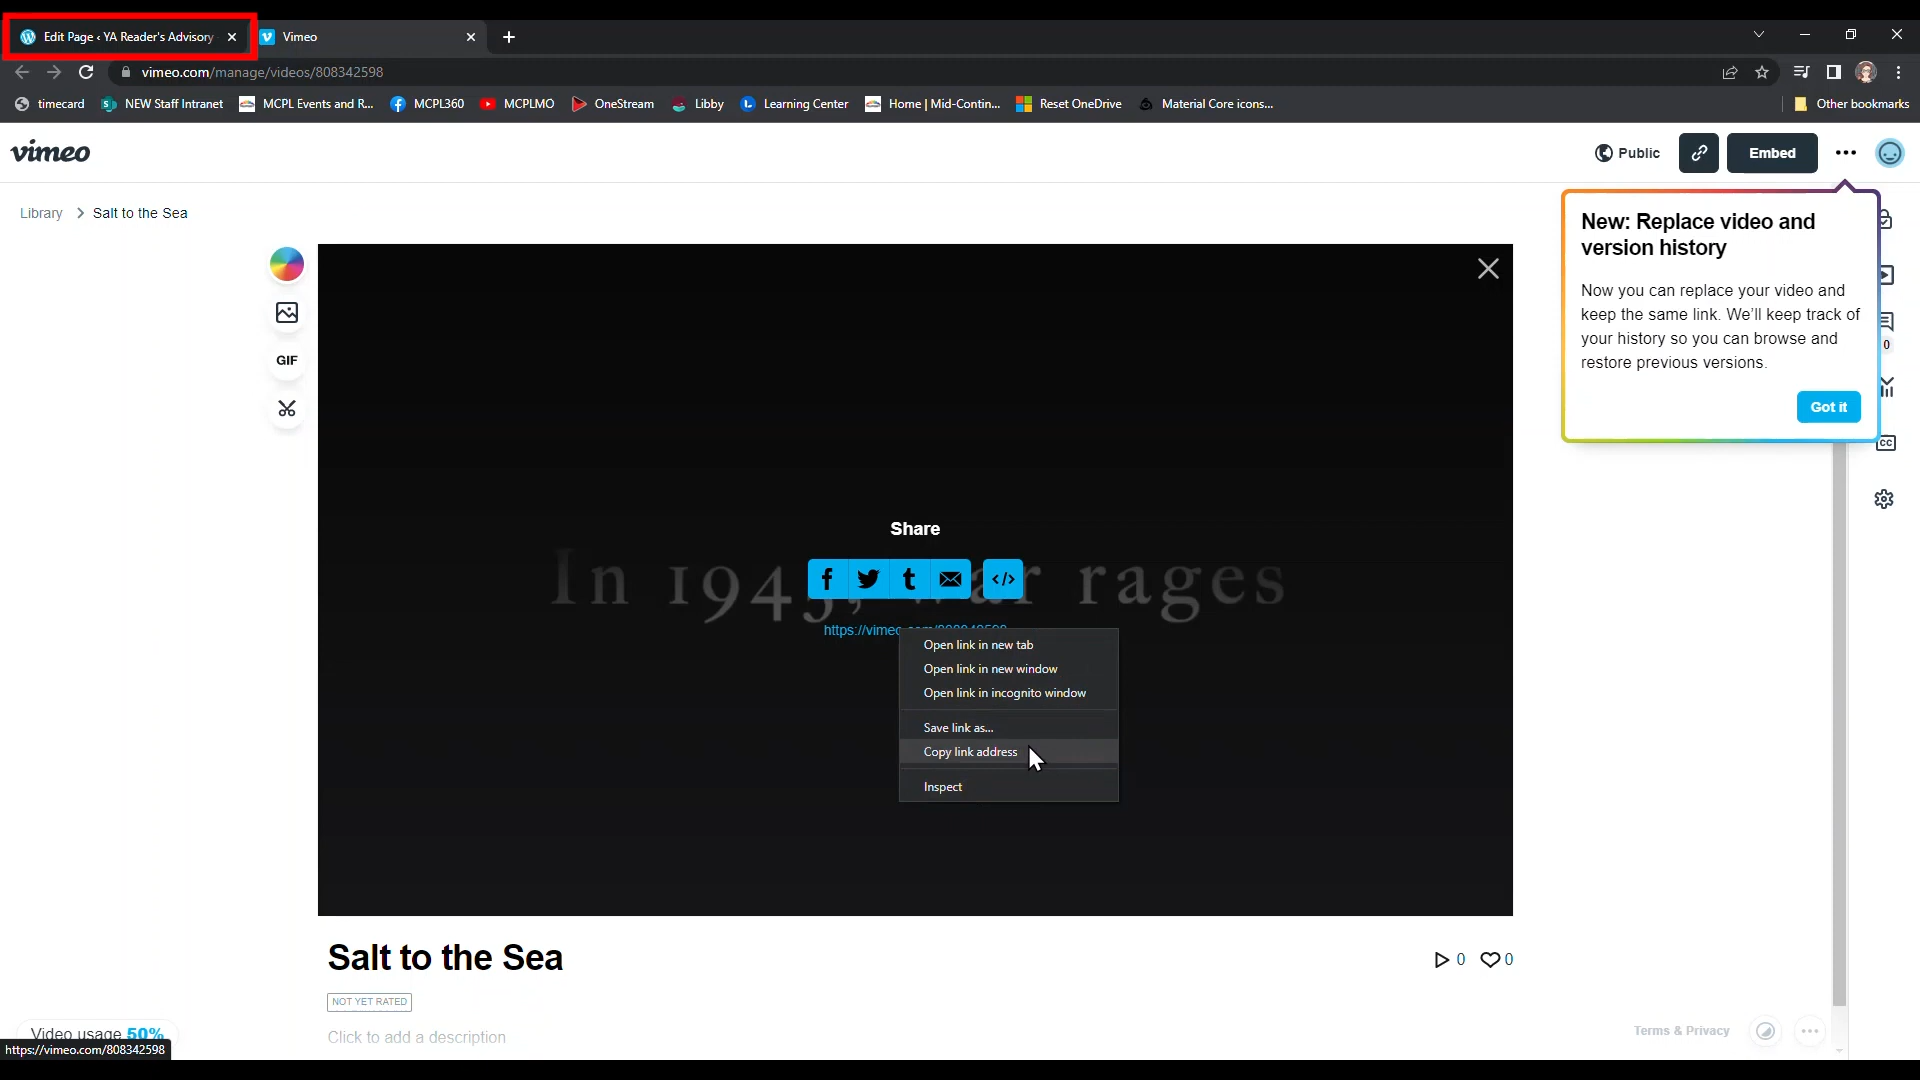 Edit Page ‹ YA Reader's Advisory
Vimeo
vimeo.com/manage/videos/808342598
timecard
NEW Staff Intranet
MCPL Events and R...
MCPL360
MCPLMO
OneStream
Libby
Learning Center
Home | Mid-Contin...
Reset OneDrive
Material Core icons...
Other bookmarks
vimeo
Public
Embed
Library > Salt to the Sea
New: Replace video and
version history
Now you can replace your video and
keep the same link. We'll keep track of
your history so you can browse and
restore previous versions.
Got it
0
CC
GIF
Share
In 1945, war rages
https://vimeo.com/808342598
Open link in new tab
Open link in new window
Open link in incognito window
Save link as...
Copy link address
Inspect
Salt to the Sea
0
0
NOT YET RATED
Click to add a description
Video usage 50%
Terms & Privacy
https://vimeo.com/808342598